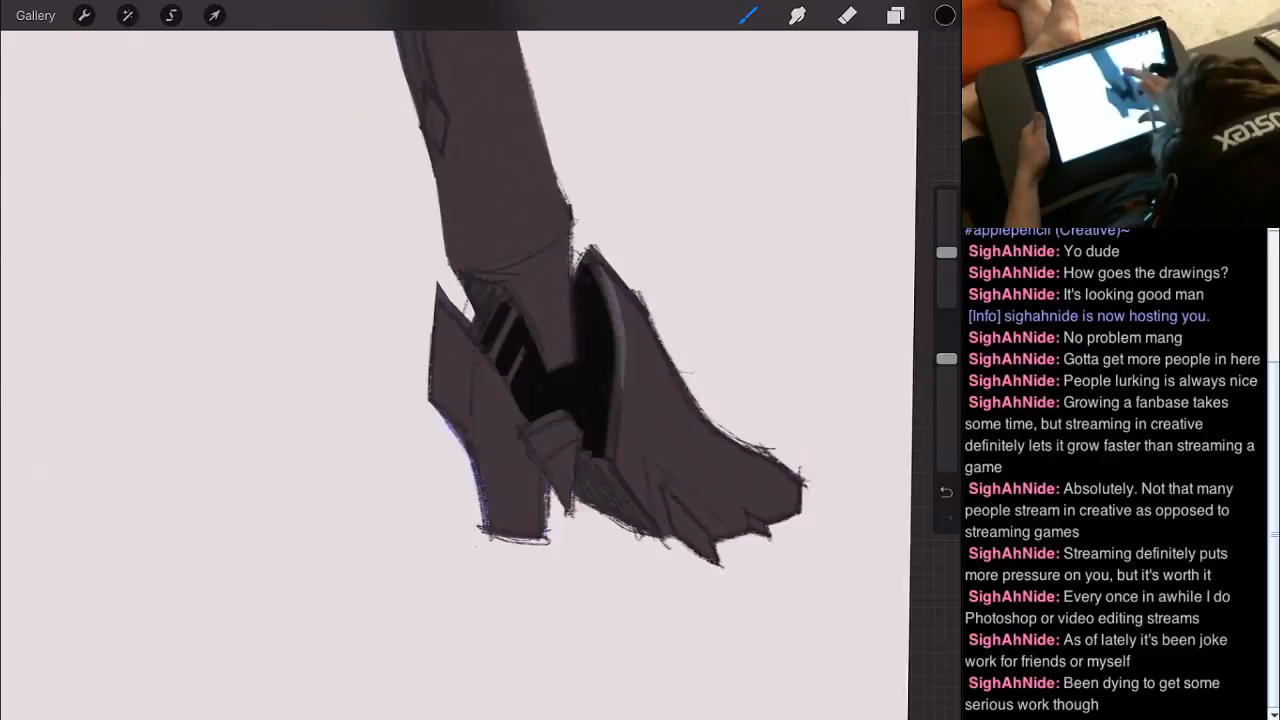 Gallery
#applepencil (Creative)~
SighAhNide: Yo dude
SighAhNide: How goes the drawings?
SighAhNide: It's looking good man
[Info] sighahnide is now hosting you.
SighAhNide: No problem mang
SighAhNide: Gotta get more people in here
SighAhNide: People lurking is always nice
SighAhNide: Growing a fanbase takes
some time, but streaming in creative
definitely lets it grow faster than streaming a
game
SighAhNide: Absolutely. Not that many
people stream in creative as opposed to
streaming games
SighAhNide: Streaming definitely puts
more pressure on you, but it's worth it
SighAhNide: Every once in awhile I do
Photoshop or video editing streams
SighAhNide: As of lately it's been joke
work for friends or myself
SighAhNide: Been dying to get some
serious work though